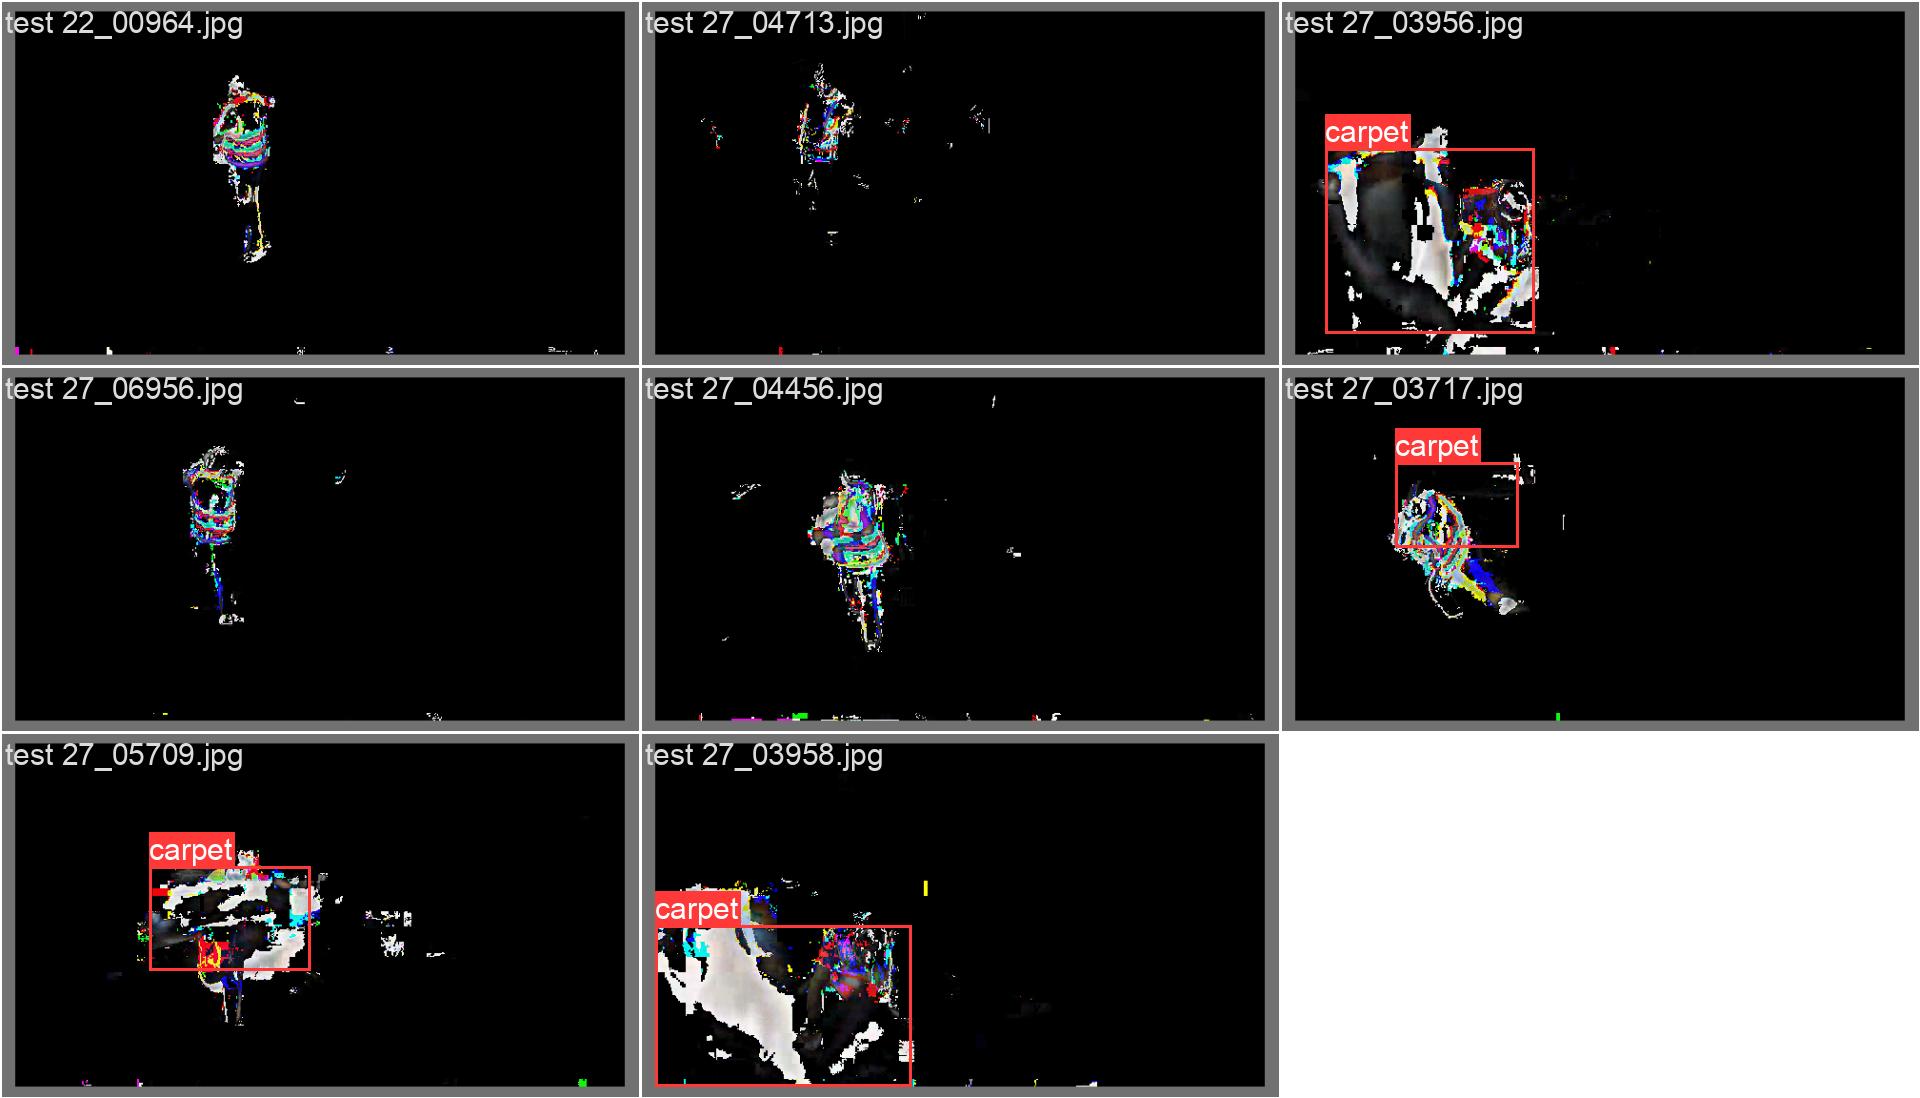 test 22_00964.jpg
test 27_04713.jpg
test 27_03956.jpg
carpet
test 27_06956.jpg
test 27_04456.jpg
test 27_03717.jpg
carpet
test 27_05709.jpg
carpet
test 27_03958.jpg
carpet